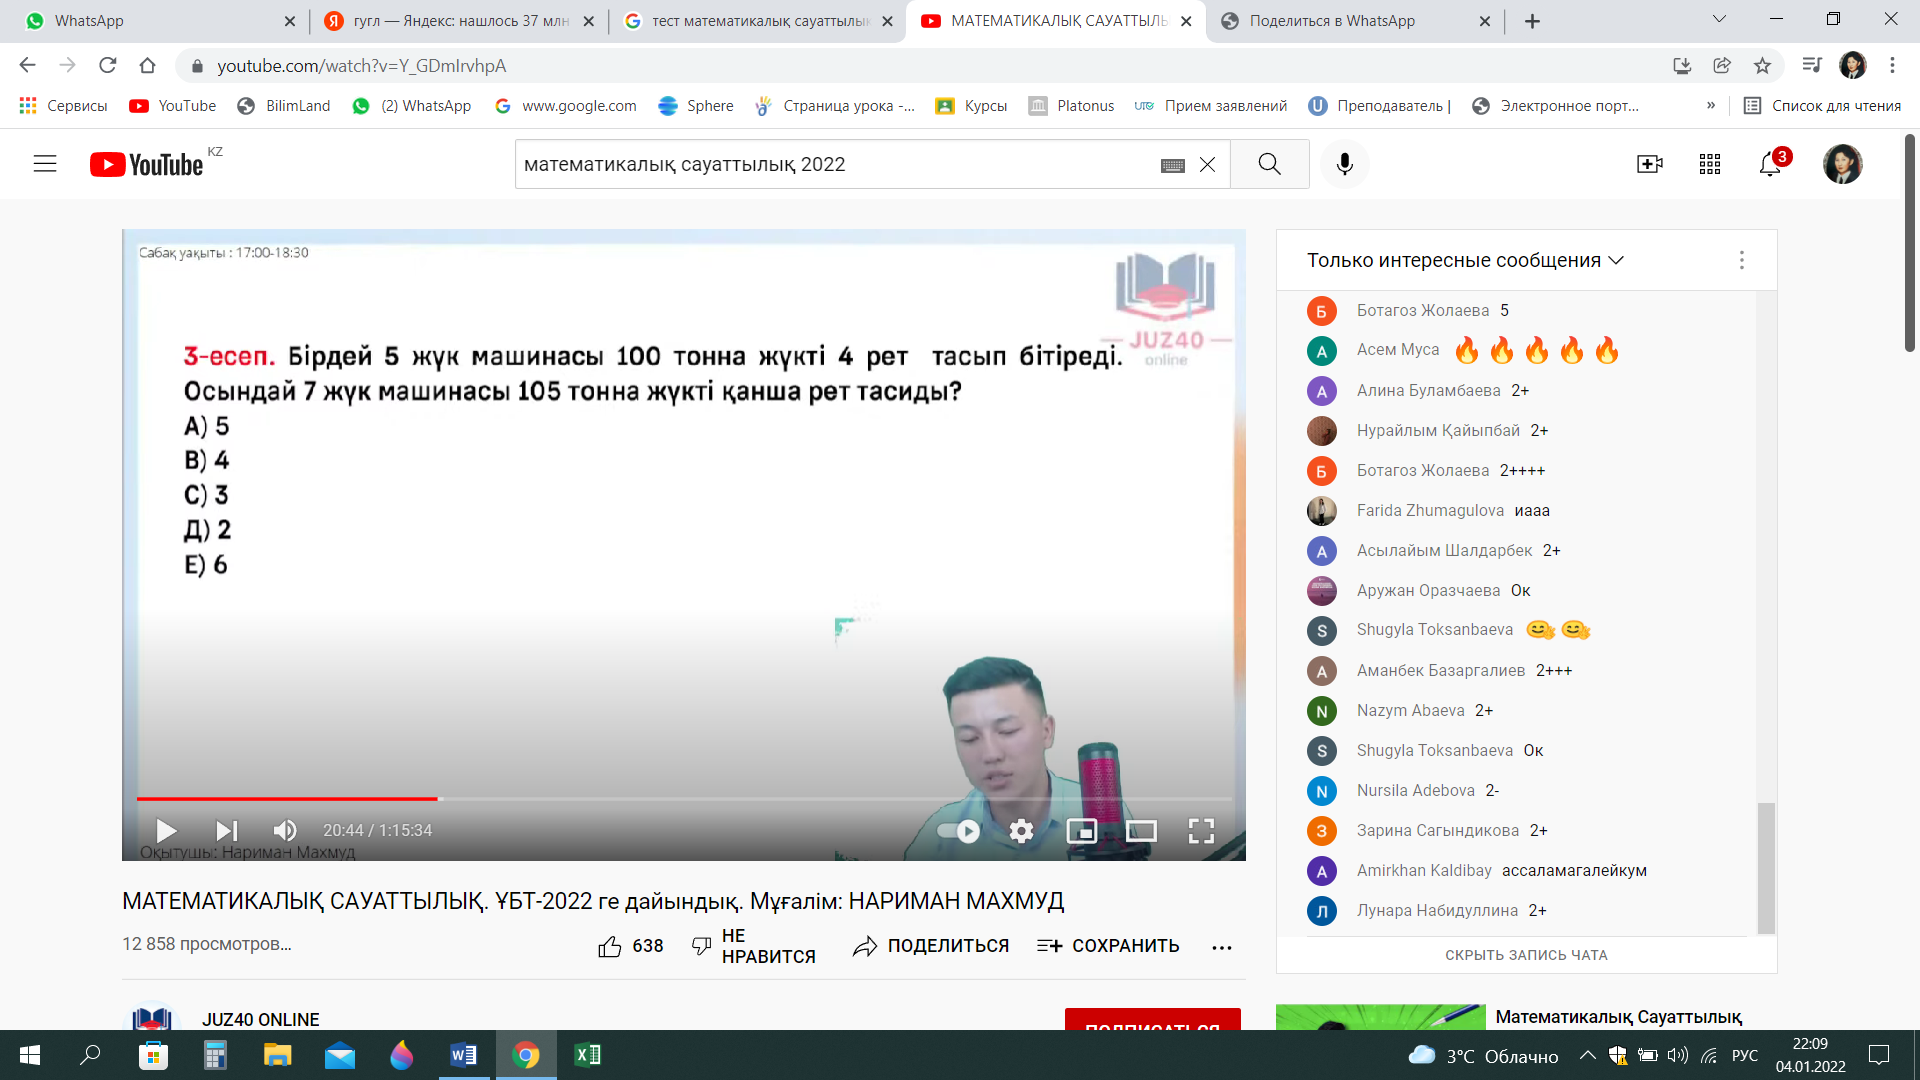 WhatsApp
гугл — Яндекс: нашлось 37 млн
тест математикалық сауаттылық
МАТЕМАТИКАЛЫҚ САУАТТЫЛЫ
Поделиться в WhatsApp
youtube.com/watch?v=Y_GDmIrvhpA
Сервисы
YouTube
BilimLand
(2) WhatsApp
www.google.com
Sphere
Страница урока -...
Курсы
Platonus
Прием заявлений
Преподаватель |
Электронное порт...
»
Список для чтения
YouTube KZ
математикалық сауаттылық 2022
3
Сабақ уақыты : 17:00-18:30
JUZ40
online
3-есеп. Бірдей 5 жүк машинасы 100 тонна жүкті 4 рет тасып бітіреді.
Осындай 7 жүк машинасы 105 тонна жүкті қанша рет тасиды?
А) 5
В) 4
С) 3
Д) 2
Е) 6
20:44 / 1:15:34
Оқытушы: Нариман Махмуд
Только интересные сообщения
Ботагоз Жолаева 5
Асем Муса 🔥 🔥 🔥 🔥 🔥
Алина Буламбаева 2+
Нурайлым Қайыпбай 2+
Ботагоз Жолаева 2++++
Farida Zhumagulova иааа
Асылайым Шалдарбек 2+
Аружан Оразчаева Ок
Shugyla Toksanbaeva
Аманбек Базаргалиев 2+++
Nazym Abaeva 2+
Shugyla Toksanbaeva Ок
Nursila Adebova 2-
Зарина Сагындикова 2+
Amirkhan Kaldibay ассаламагалейкум
Лунара Набидуллина 2+
СКРЫТЬ ЗАПИСЬ ЧАТА
МАТЕМАТИКАЛЫҚ САУАТТЫЛЫҚ. ҰБТ-2022 ге дайындық. Мұғалім: НАРИМАН МАХМУД
12 858 просмотров...
638
НЕ
НРАВИТСЯ
ПОДЕЛИТЬСЯ
СОХРАНИТЬ
JUZ40 ONLINE
ПОДПИСАТЬСЯ
Математикалық Сауаттылық
3°C Облачно
РУС
22:09
04.01.2022